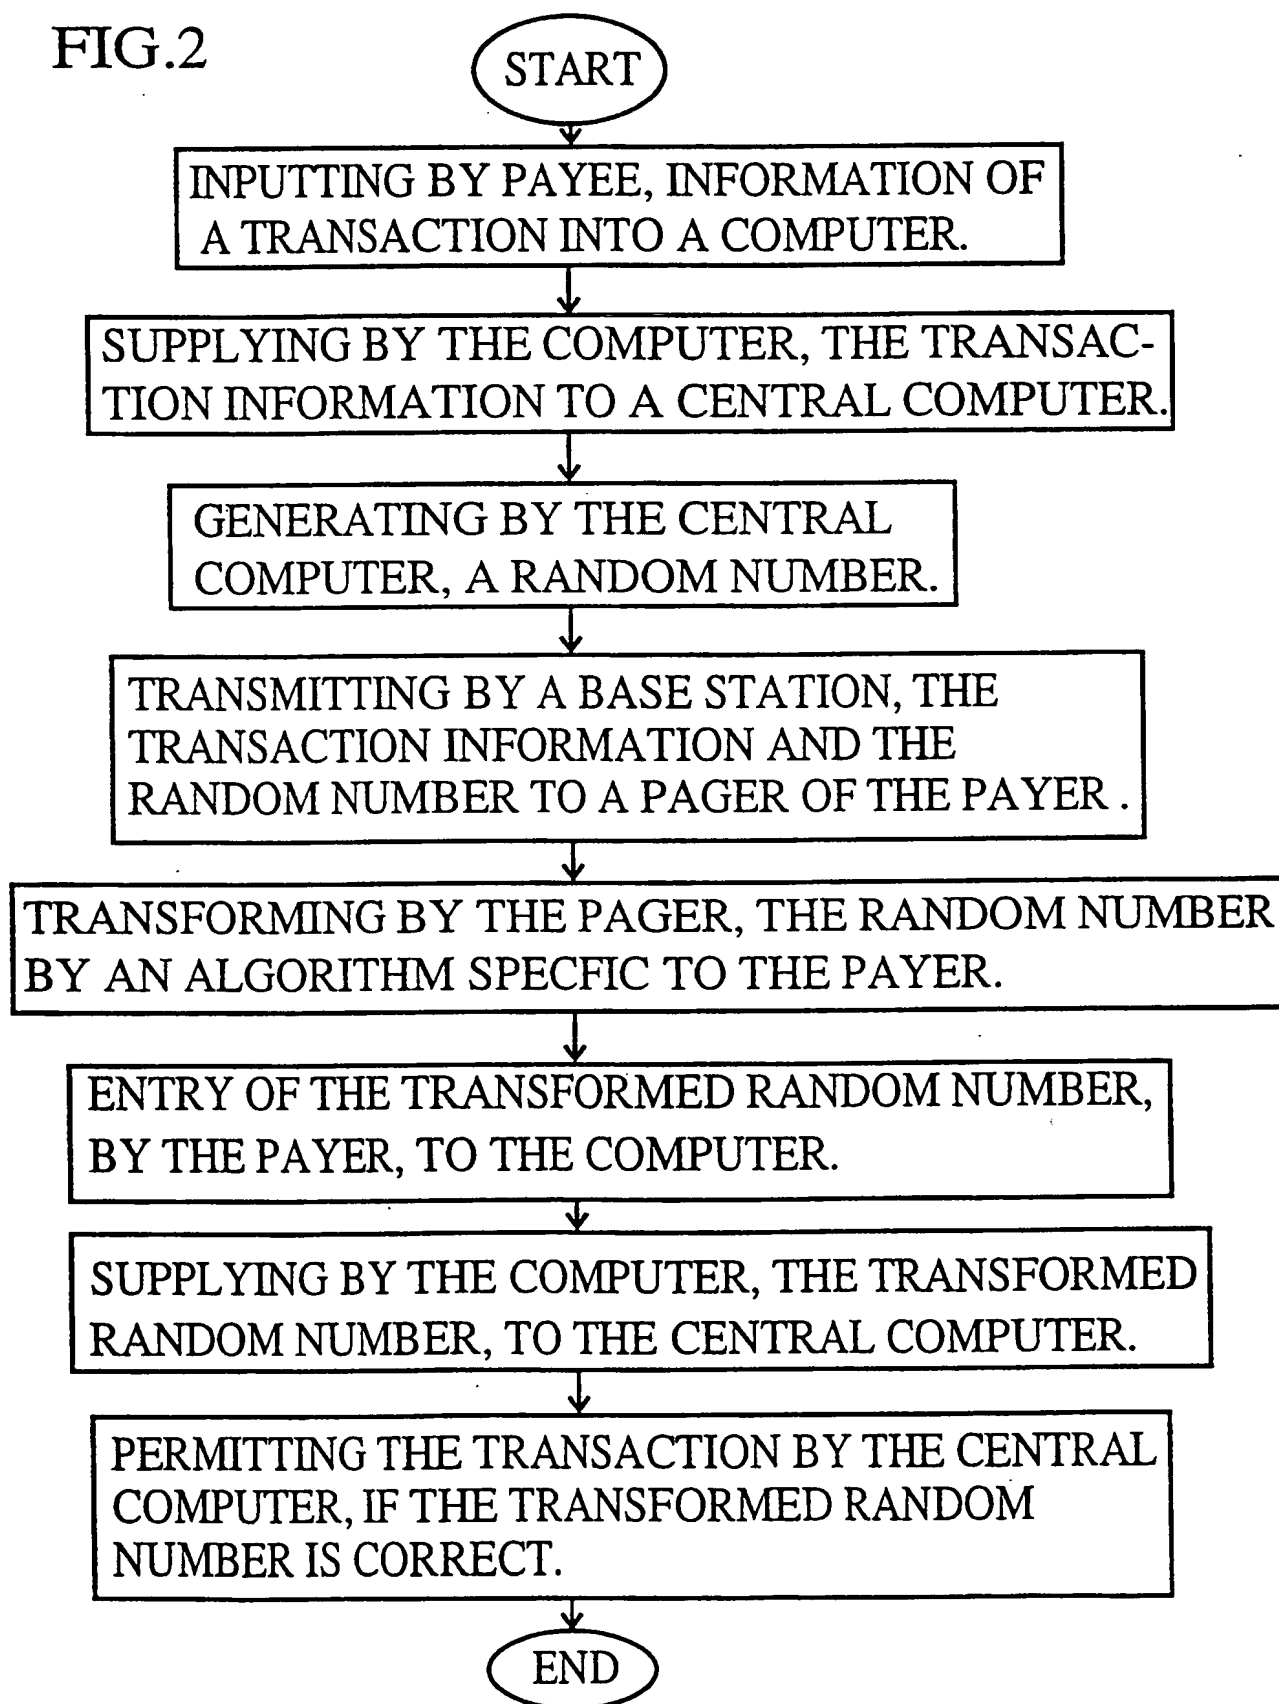 FIG.2
START
INPUTTING BY PAYEE, INFORMATION OF
A TRANSACTION INTO A COMPUTER.
SUPPLYING BY THE COMPUTER, THE TRANSAC-
TION INFORMATION TO A CENTRAL COMPUTER.
GENERATING BY THE CENTRAL
COMPUTER, A RANDOM NUMBER.
TRANSMITTING BY A BASE STATION, THE
TRANSACTION INFORMATION AND THE
RANDOM NUMBER TO A PAGER OF THE PAYER .
TRANSFORMING BY THE PAGER, THE RANDOM NUMBER
BY AN ALGORITHM SPECFIC TO THE PAYER.
ENTRY OF THE TRANSFORMED RANDOM NUMBER,
BY THE PAYER, TO THE COMPUTER.
SUPPLYING BY THE COMPUTER, THE TRANSFORMED
RANDOM NUMBER, TO THE CENTRAL COMPUTER.
PERMITTING THE TRANSACTION BY THE CENTRAL
COMPUTER, IF THE TRANSFORMED RANDOM
NUMBER IS CORRECT.
END